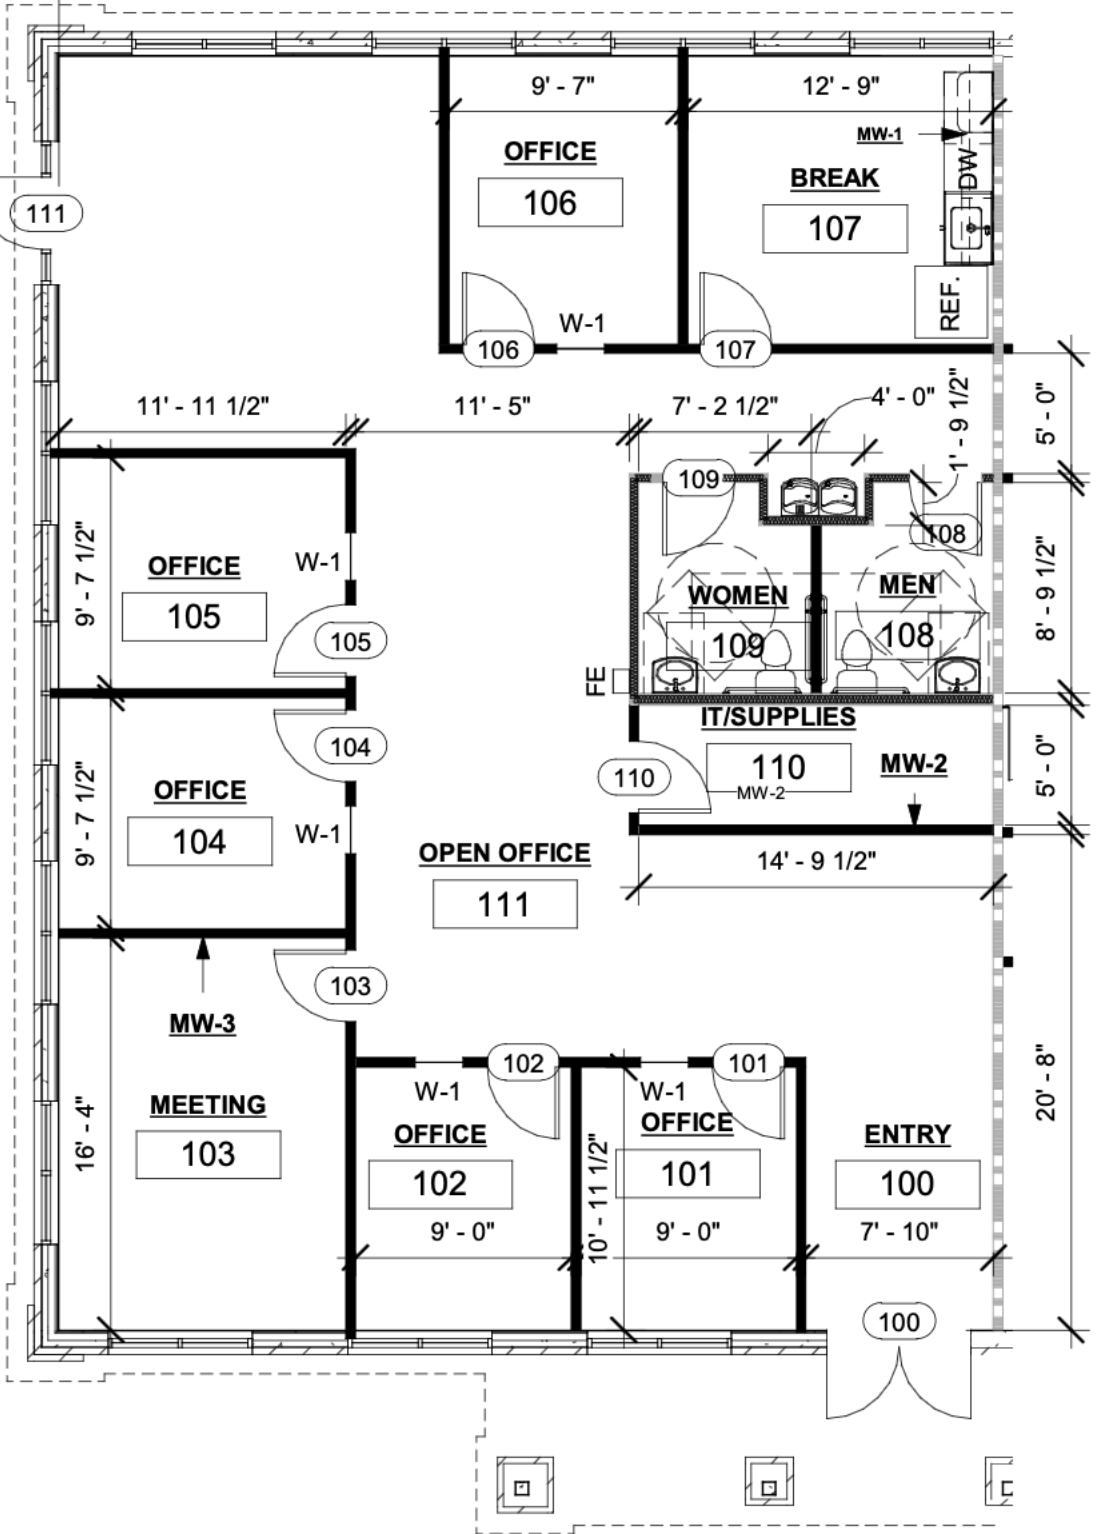 9' - 7"
12' - 9"
MW-1
OFFICE
106
BREAK
107
DW
111
REF.
W-1
106
107
11' - 11 1/2"
11' - 5"
7' - 2 1/2"
4' - 0"
1' - 9 1/2"
5' - 0"
109
108
9' - 7 1/2"
OFFICE
105
W-1
105
WOMEN
109
MEN
108
8' - 9 1/2"
FE
IT/SUPPLIES
110
MW-2
MW-2
110
5' - 0"
104
9' - 7 1/2"
OFFICE
104
W-1
OPEN OFFICE
111
14' - 9 1/2"
103
MW-3
MEETING
103
16' - 4"
102
W-1
OFFICE
102
9' - 0"
101
W-1
OFFICE
101
10' - 11 1/2"
9' - 0"
ENTRY
100
7' - 10"
20' - 8"
100